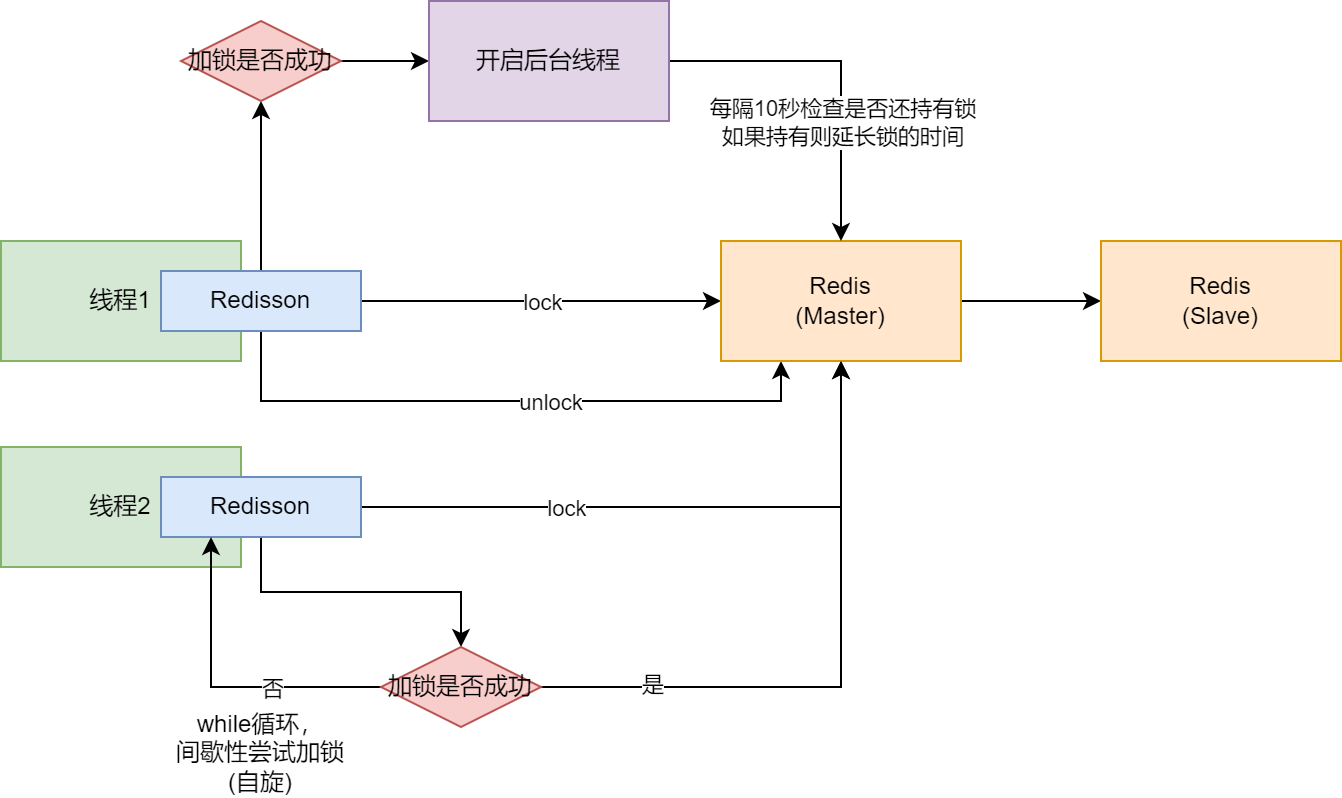 加锁是否成功
开启后台线程
每隔10秒检查是否还持有锁
如果持有则延长锁的时间
线程1
Redisson
lock
Redis
(Master)
Redis
(Slave)
unlock
线程2
Redisson
lock
加锁是否成功
否
是
while循环，
间歇性尝试加锁
(自旋)